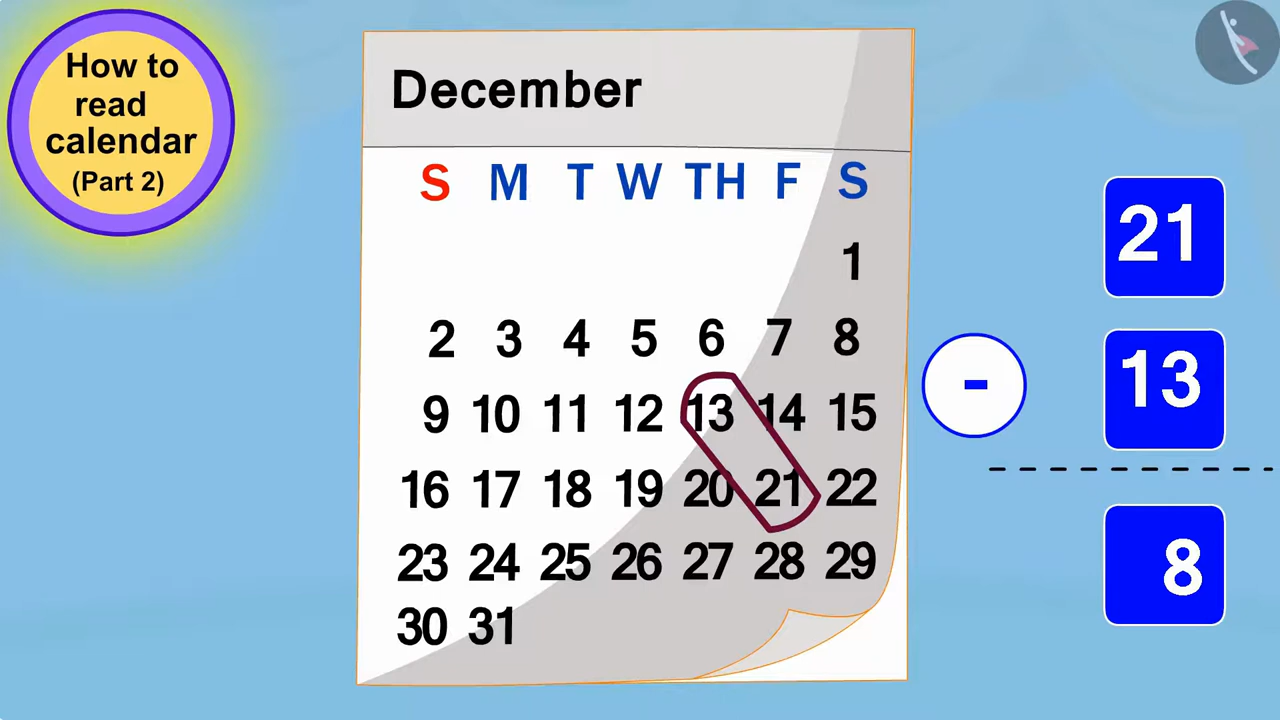 How to
read
calendar
(Part 2)
December
S M T W TH F S
1
2 3 4 5 6 7 8
9 10 11 12 13 14 15
16 17 18 19 20 21 22
23 24 25 26 27 28 29
30 31
21
- 13
8